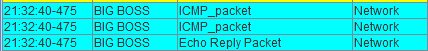 21:32:40-475 BIG BOSS ICMP_packet Network
21:32:40-475 BIG BOSS ICMP_packet Network
21:32:40-475 BIG BOSS Echo Reply Packet Network